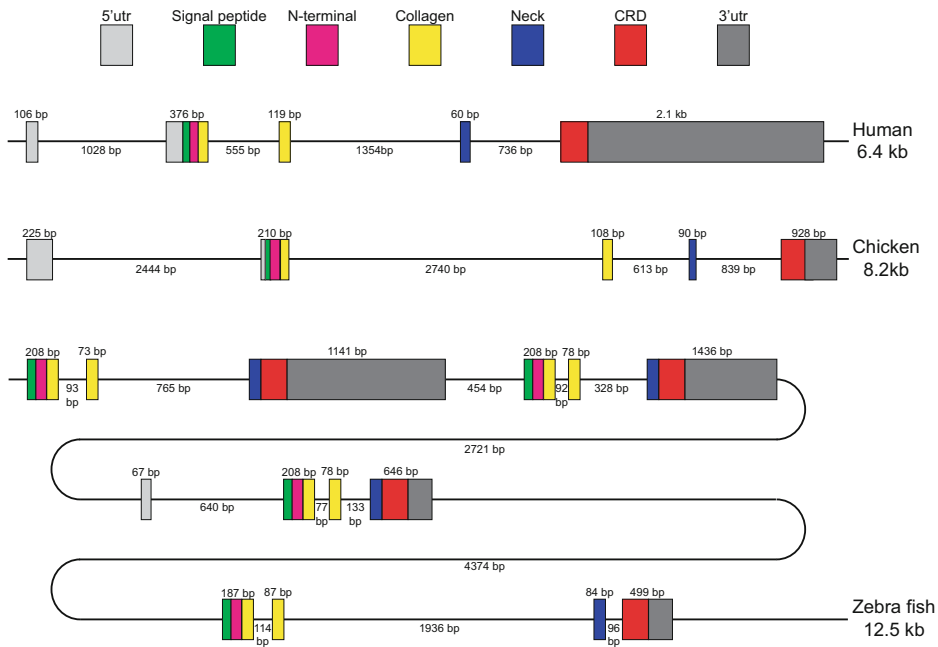 5'utr Signal peptide N-terminal Collagen Neck CRD 3'utr
106 bp 376 bp 119 bp 60 bp 2.1 kb
1028 bp 555 bp 1354bp 736 bp
Human
6.4 kb
225 bp 210 bp 108 bp 90 bp 928 bp
2444 bp 2740 bp 613 bp 839 bp
Chicken
8.2kb
208 bp 73 bp 1141 bp 208 bp 78 bp 1436 bp
93 bp 765 bp 454 bp 92 bp 328 bp
2721 bp
67 bp 208 bp 78 bp 646 bp
640 bp 77 bp 133 bp
4374 bp
187 bp 87 bp 84 bp 499 bp
114 bp 1936 bp 96 bp
Zebra fish
12.5 kb